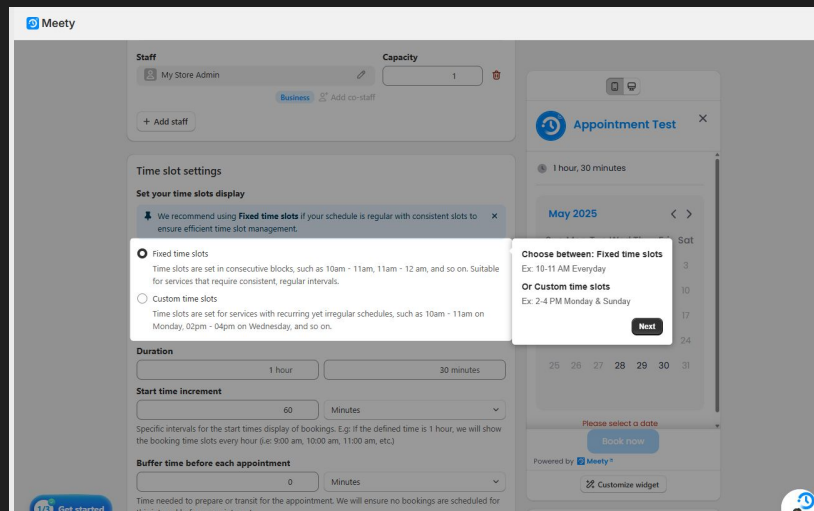 Meety
Staff
Capacity
My Store Admin
1
Business
Add co-staff
+ Add staff
Time slot settings
Set your time slots display
We recommend using Fixed time slots if your schedule is regular with consistent slots to
ensure efficient time slot management.
Fixed time slots
Time slots are set in consecutive blocks, such as 10am - 11am, 11am - 12 am, and so on. Suitable
for services that require consistent, regular intervals.
Custom time slots
Time slots are set for services with recurring yet irregular schedules, such as 10am - 11am on
Monday, 02pm - 04pm on Wednesday, and so on.
Duration
1 hour
30 minutes
Start time increment
60
Minutes
Specific intervals for the start times display of bookings. E.g: If the defined time is 1 hour, we will show
the booking time slots every hour (i.e: 9:00 am, 10:00 am, 11:00 am, etc.)
Buffer time before each appointment
0
Minutes
Time needed to prepare or transit for the appointment. We will ensure no bookings are scheduled for
1/3 Get started
Appointment Test
1 hour, 30 minutes
May 2025
Sat
3
10
17
24
25 26 27 28 29 30 31
Choose between: Fixed time slots
Ex: 10-11 AM Everyday
Or Custom time slots
Ex: 2-4 PM Monday & Sunday
Next
Please select a date
Book now
Powered by Meety
Customize widget